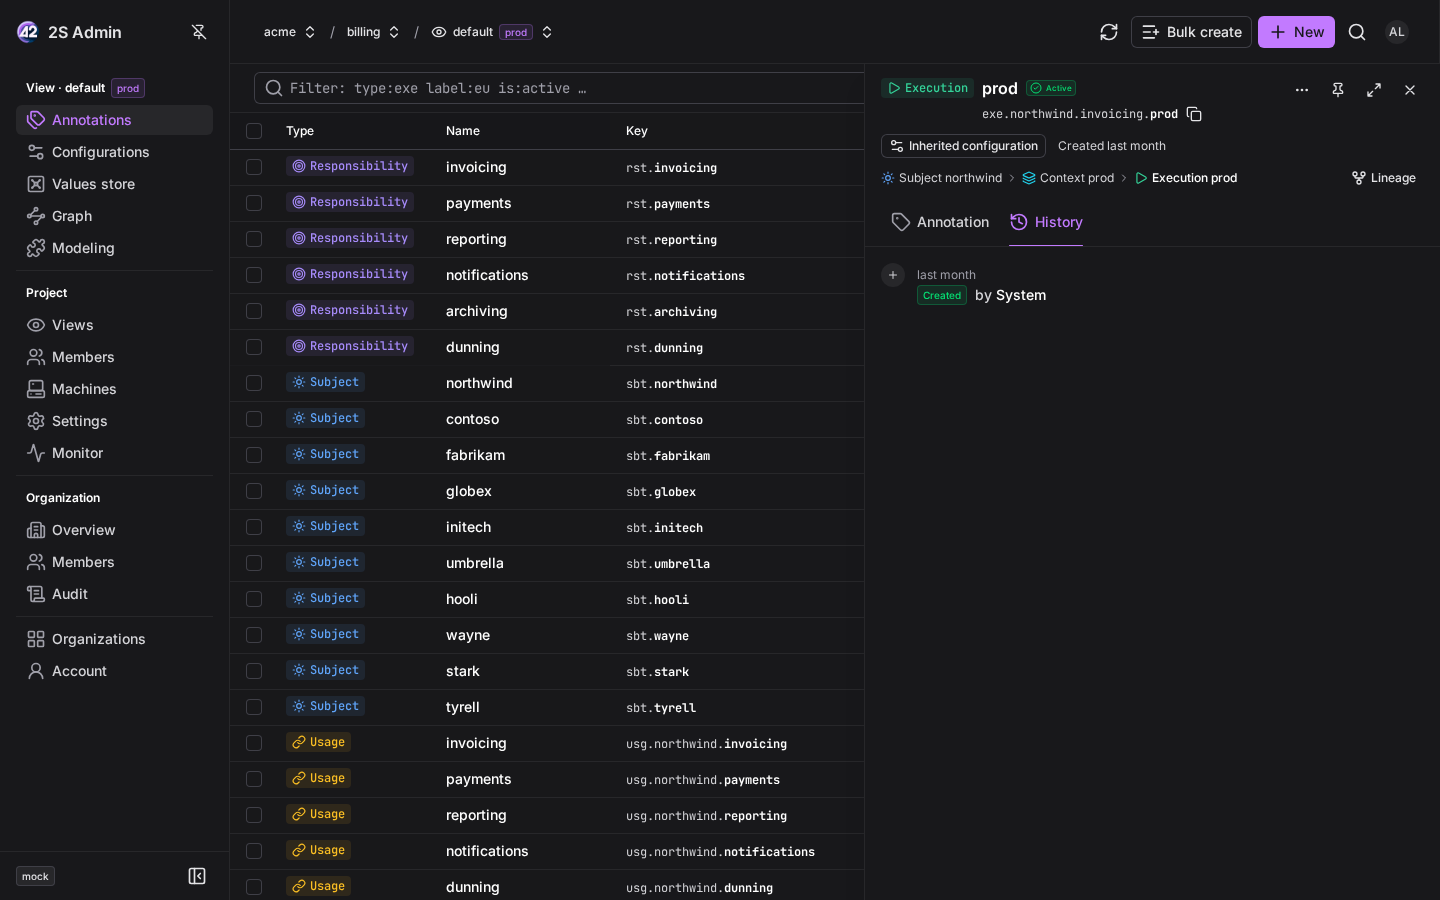 2S Admin
View · default prod
Annotations
Configurations
Values store
Graph
Modeling
Project
Views
Members
Machines
Settings
Monitor
Organization
Overview
Members
Audit
Organizations
Account
mock
acme / billing / default prod
Bulk create
New
AL
Filter: type:exe label:eu is:active …
Type Name Key
Responsibility invoicing rst.invoicing
Responsibility payments rst.payments
Responsibility reporting rst.reporting
Responsibility notifications rst.notifications
Responsibility archiving rst.archiving
Responsibility dunning rst.dunning
Subject northwind sbt.northwind
Subject contoso sbt.contoso
Subject fabrikam sbt.fabrikam
Subject globex sbt.globex
Subject initech sbt.initech
Subject umbrella sbt.umbrella
Subject hooli sbt.hooli
Subject wayne sbt.wayne
Subject stark sbt.stark
Subject tyrell sbt.tyrell
Usage invoicing usg.northwind.invoicing
Usage payments usg.northwind.payments
Usage reporting usg.northwind.reporting
Usage notifications usg.northwind.notifications
Usage dunning usg.northwind.dunning
Execution prod Active
exe.northwind.invoicing.prod
Inherited configuration Created last month
Subject northwind Context prod Execution prod Lineage
Annotation History
last month
Created by System